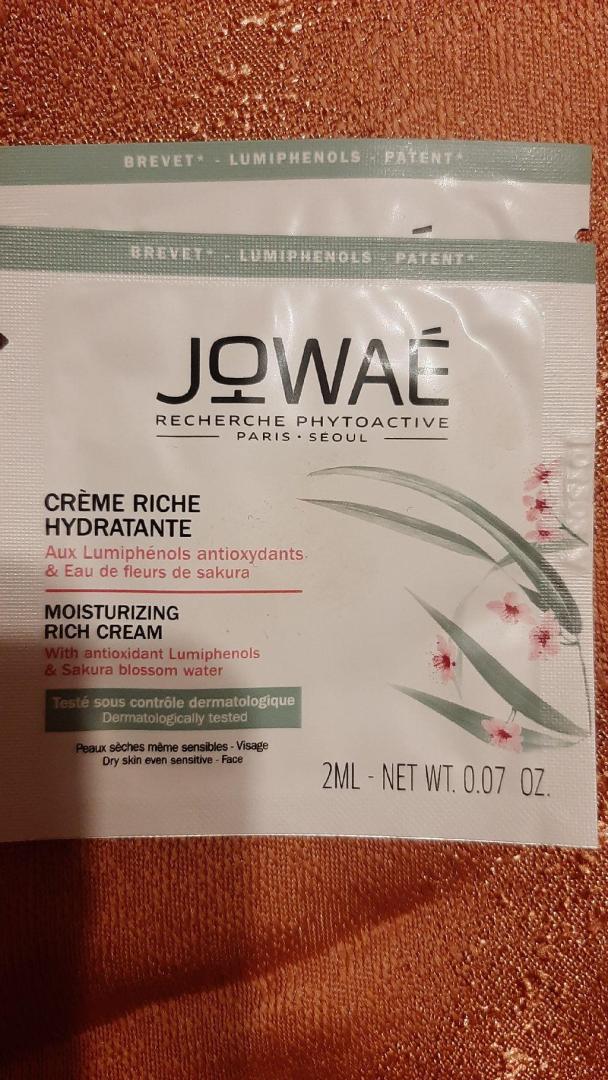 BREVET* - LUMIPHENOLS - PATENT*
BREVET* - LUMIPHENOLS - PATENT*
JOWAÉ
RECHERCHE PHYTOACTIVE
PARIS • SÉOUL
CRÈME RICHE
HYDRATANTE
Aux Lumiphénols antioxydants
& Eau de fleurs de sakura
MOISTURIZING
RICH CREAM
With antioxidant Lumiphenols
& Sakura blossom water
Testé sous contrôle dermatologique
Dermatologically tested
Peaux sèches même sensibles - Visage
Dry skin even sensitive - Face
2ML - NET WT. 0.07 OZ.